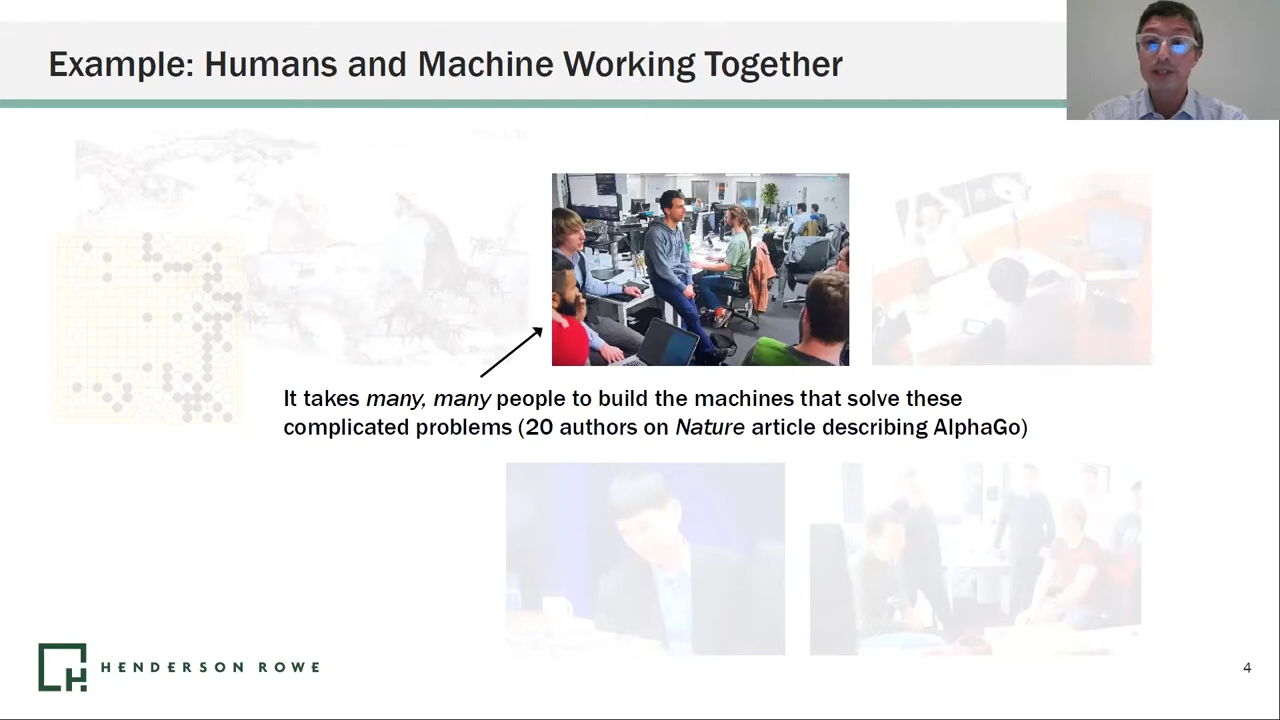 Example: Humans and Machine Working Together
It takes many, many people to build the machines that solve these
complicated problems (20 authors on Nature article describing AlphaGo)
HENDERSON ROWE
4